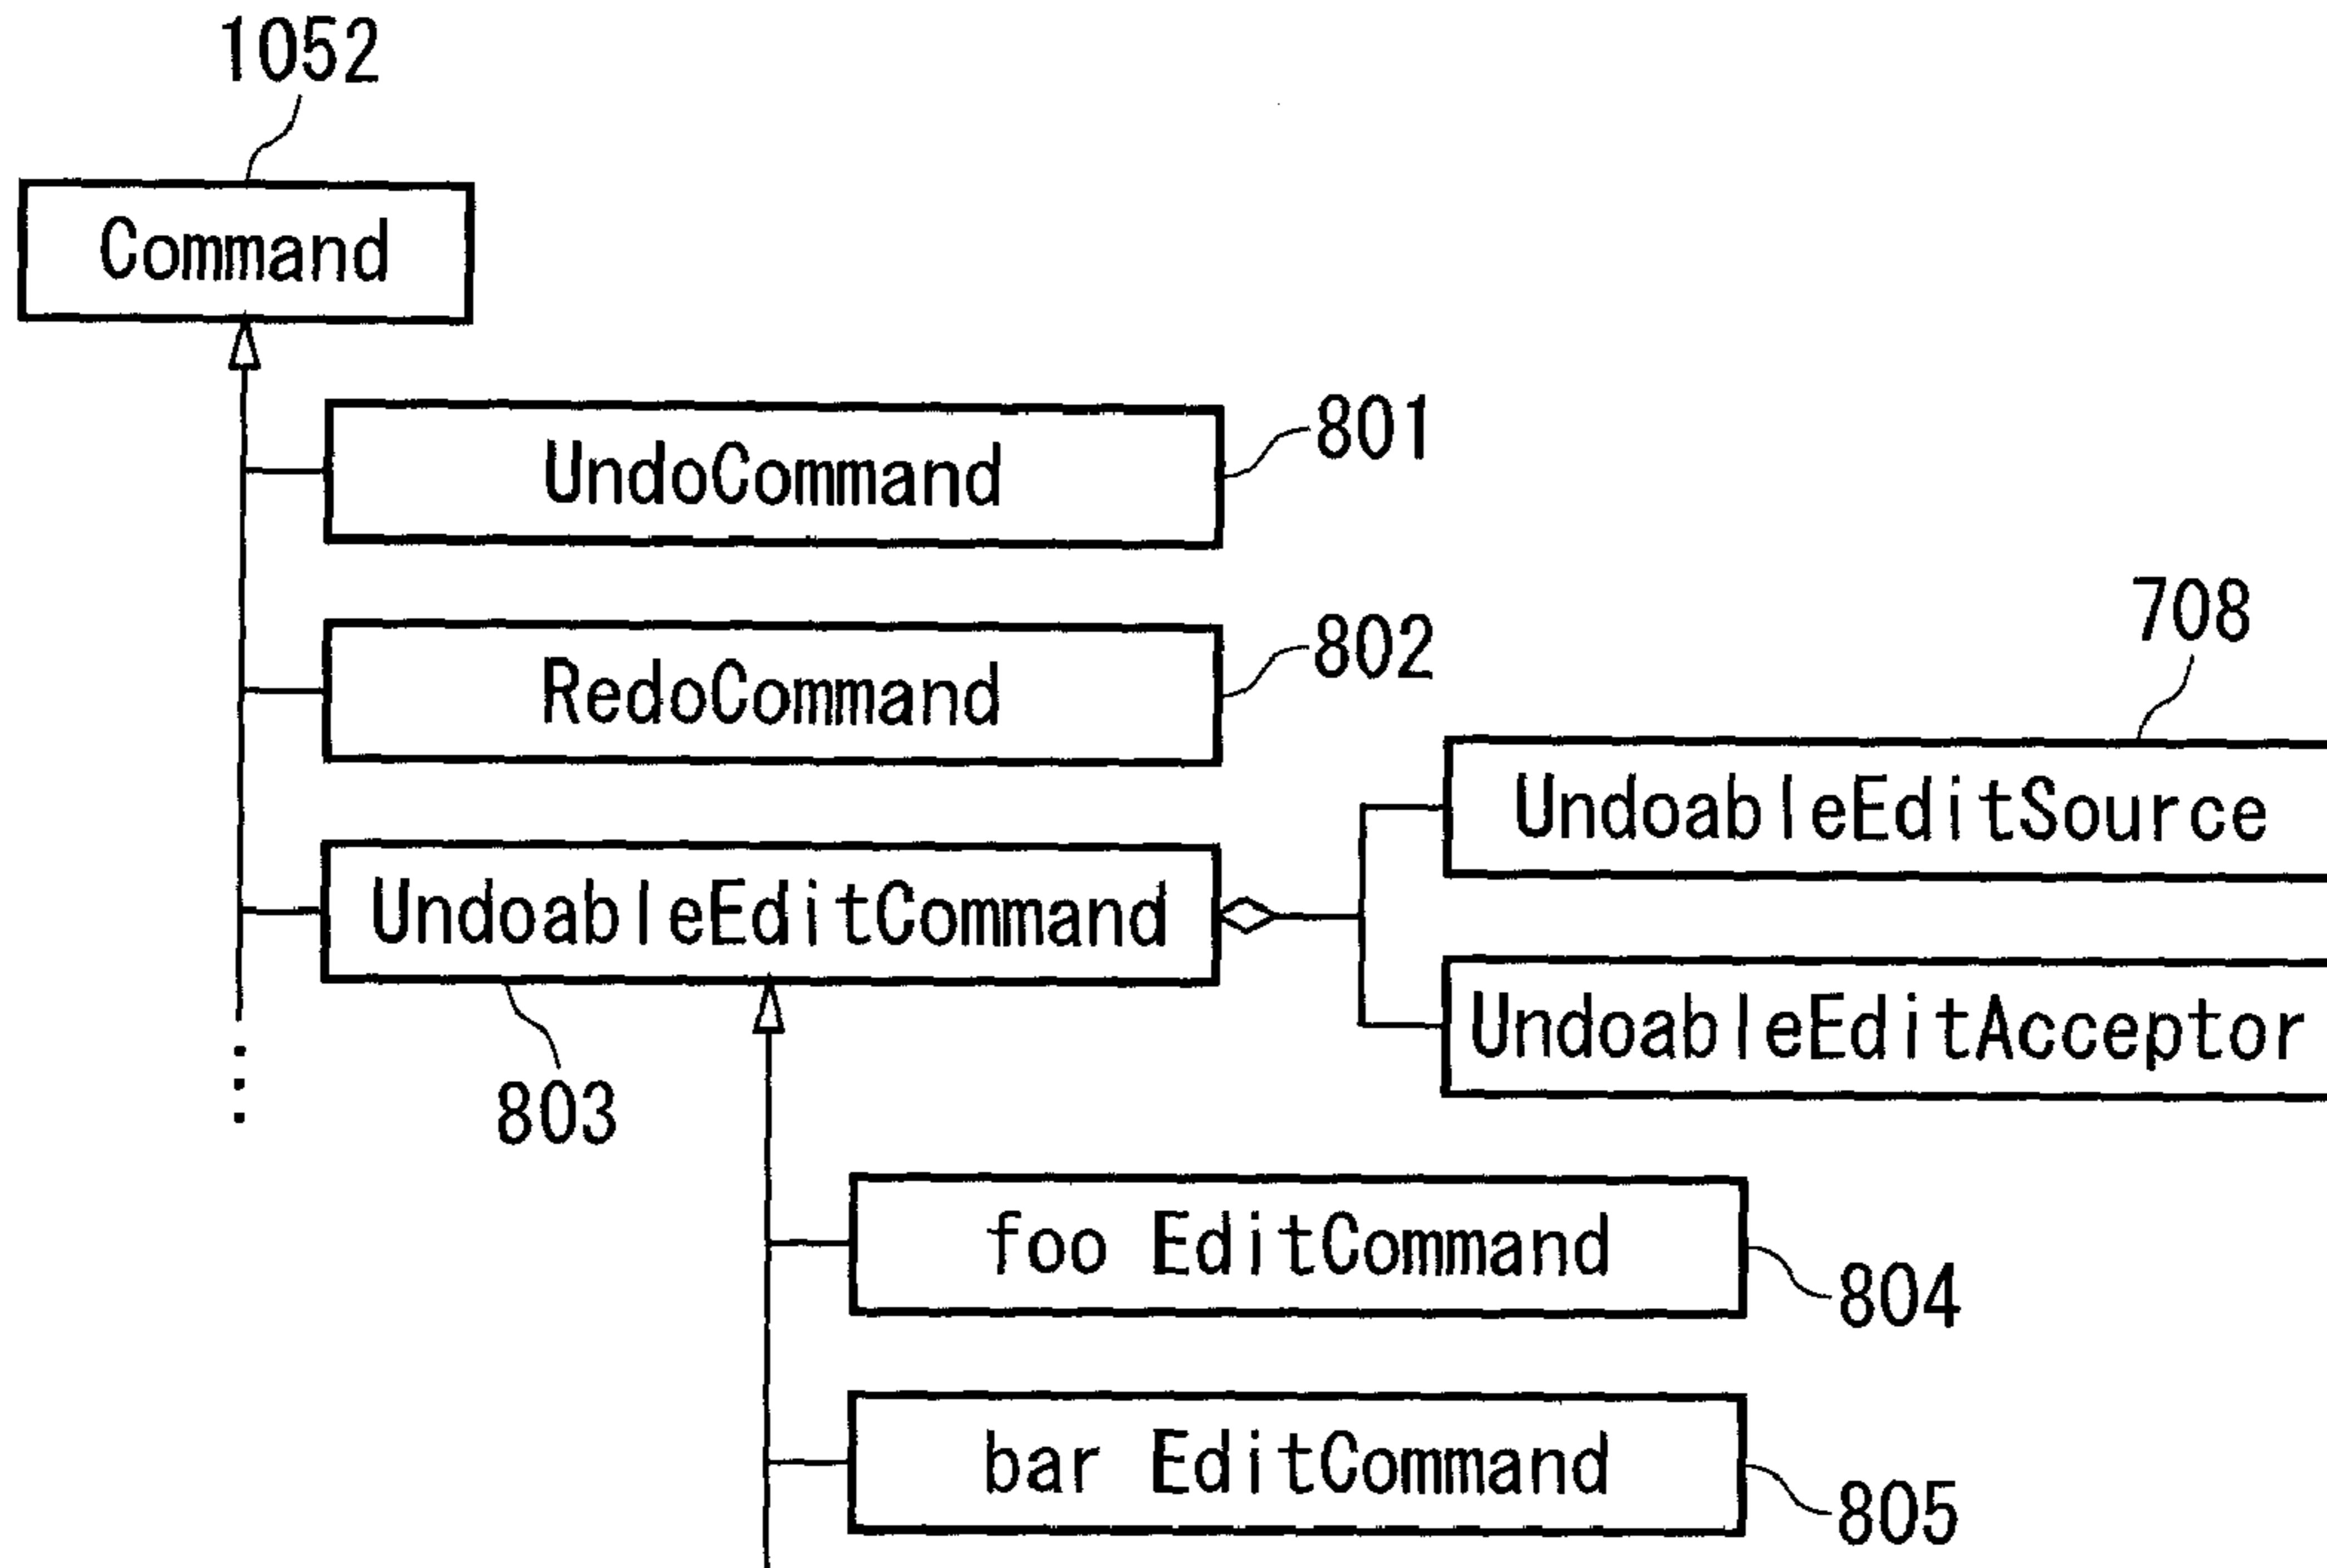 1052
Command
UndoCommand
801
RedoCommand
802
708
UndoableEditSource
UndoableEditCommand
UndoableEditAcceptor
803
foo EditCommand
804
bar EditCommand
805